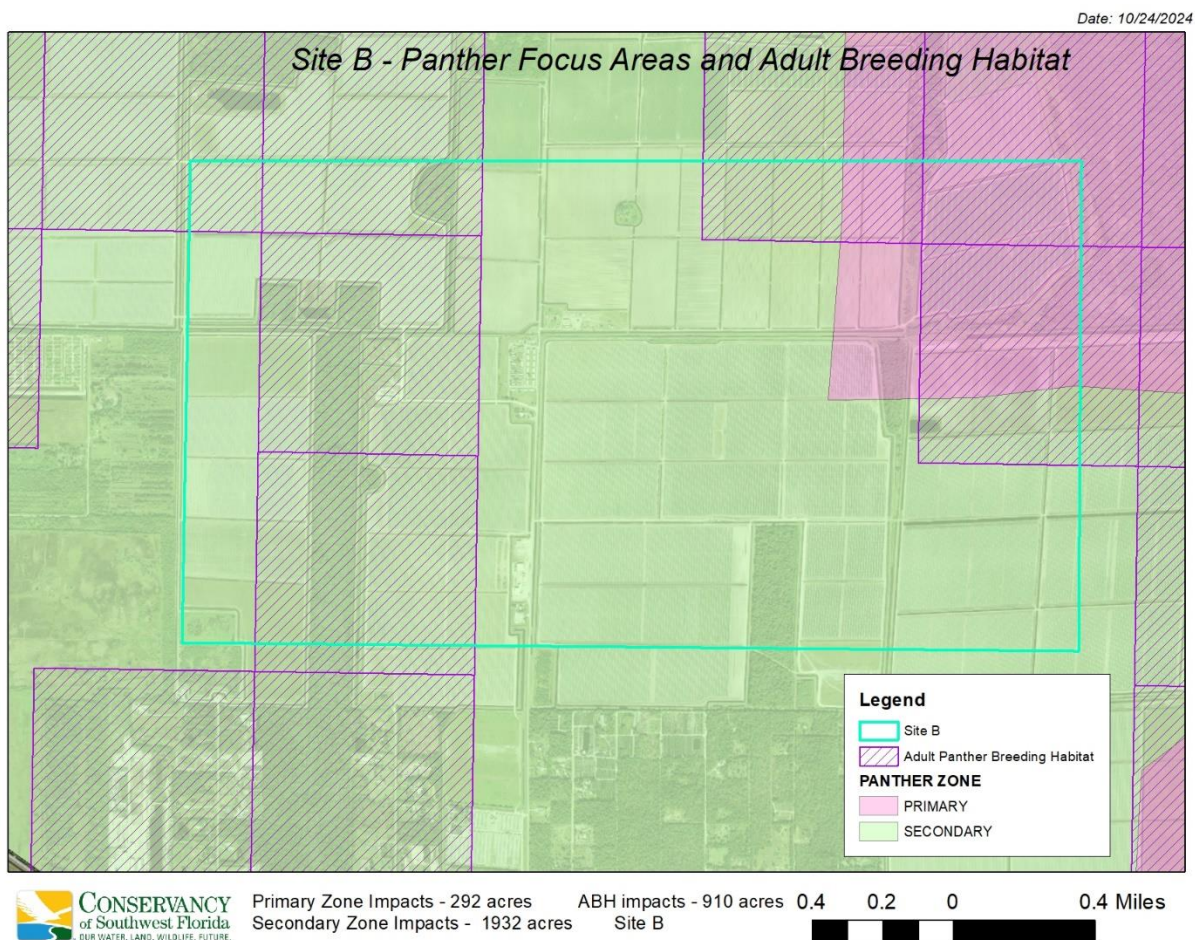 Date: 10/24/2024
Site B - Panther Focus Areas and Adult Breeding Habitat
Legend
Site B
Adult Panther Breeding Habitat
PANTHER ZONE
PRIMARY
SECONDARY
CONSERVANCY
of Southwest Florida
OUR WATER, LAND, WILDLIFE, FUTURE.
Primary Zone Impacts - 292 acres
Secondary Zone Impacts - 1932 acres
ABH impacts - 910 acres
Site B
0.4 0.2 0 0.4 Miles